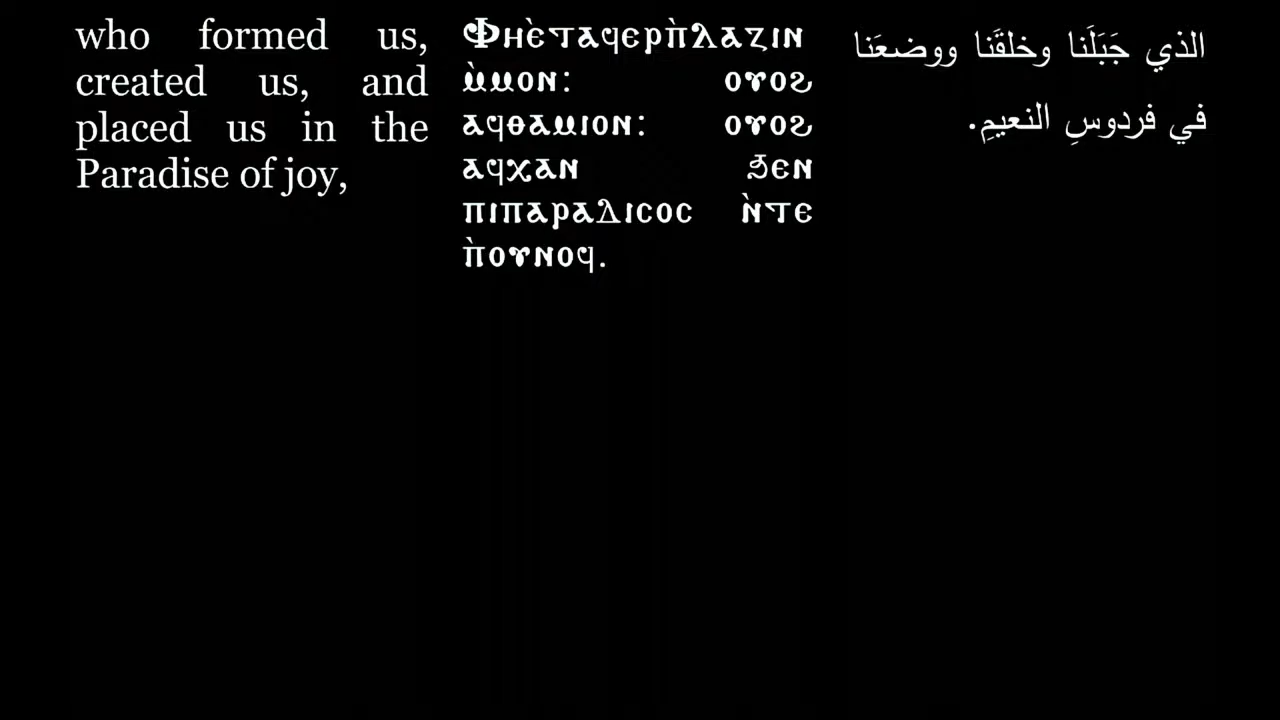 who formed us,
created us, and
placed us in the
Paradise of joy,
Ⲫⲏⲉ̀ⲧⲁϥⲉⲣⲡ̀ⲗⲁⲍⲓⲛ
ⲙ̀ⲙⲟⲛ: ⲟⲩⲟϩ
ⲁϥⲑⲁⲙⲓⲟⲛ: ⲟⲩⲟϩ
ⲁϥⲭⲁⲛ ϧⲉⲛ
ⲡⲓⲡⲁⲣⲁⲇⲓⲥⲟⲥ ⲛ̀ⲧⲉ
ⲡ̀ⲟⲩⲛⲟϥ.
الذي جَبَلَنا وخلقَنا ووضعَنا
في فردوسِ النعيمِ.